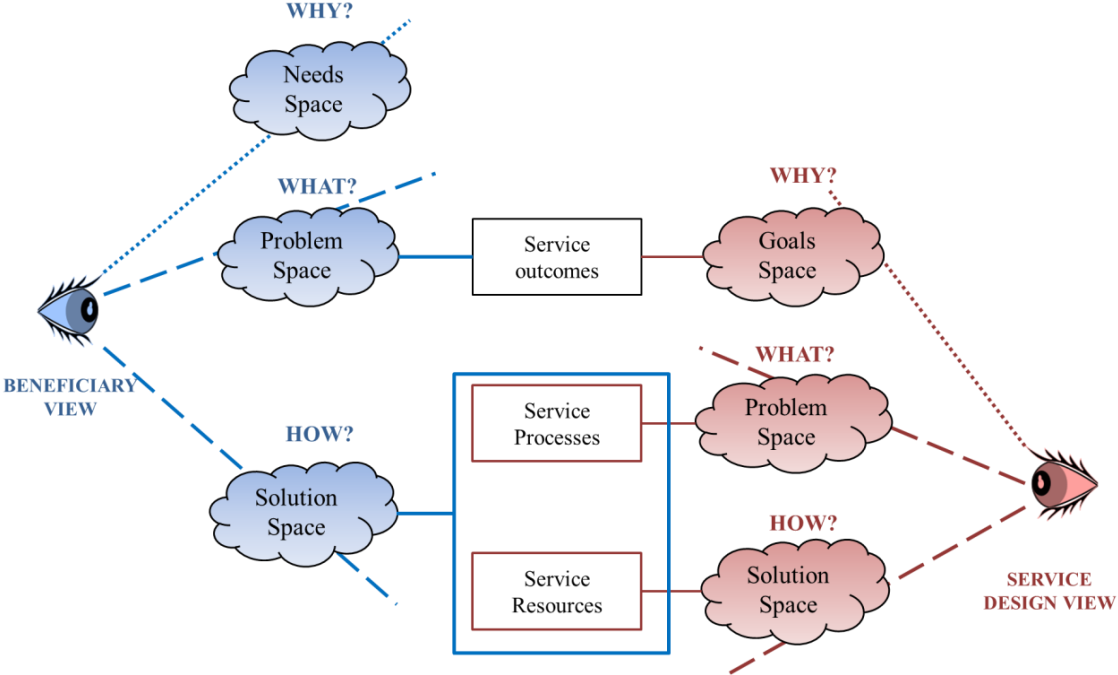 WHY?
Needs
Space
WHAT?
Problem
Space
Service
outcomes
WHY?
Goals
Space
BENEFICIARY
VIEW
HOW?
Solution
Space
Service
Processes
WHAT?
Problem
Space
Service
Resources
HOW?
Solution
Space
SERVICE
DESIGN VIEW